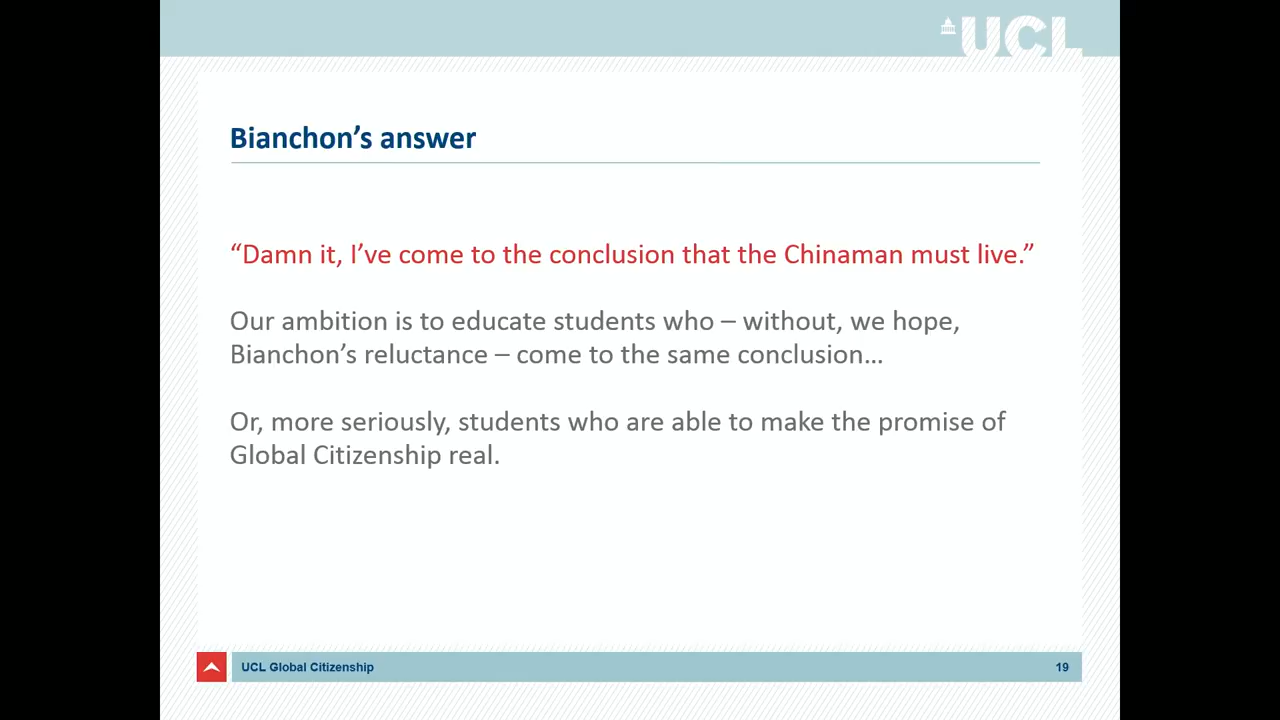 UCL
Bianchon’s answer
“Damn it, I’ve come to the conclusion that the Chinaman must live.”
Our ambition is to educate students who – without, we hope,
Bianchon’s reluctance – come to the same conclusion…
Or, more seriously, students who are able to make the promise of
Global Citizenship real.
UCL Global Citizenship
19